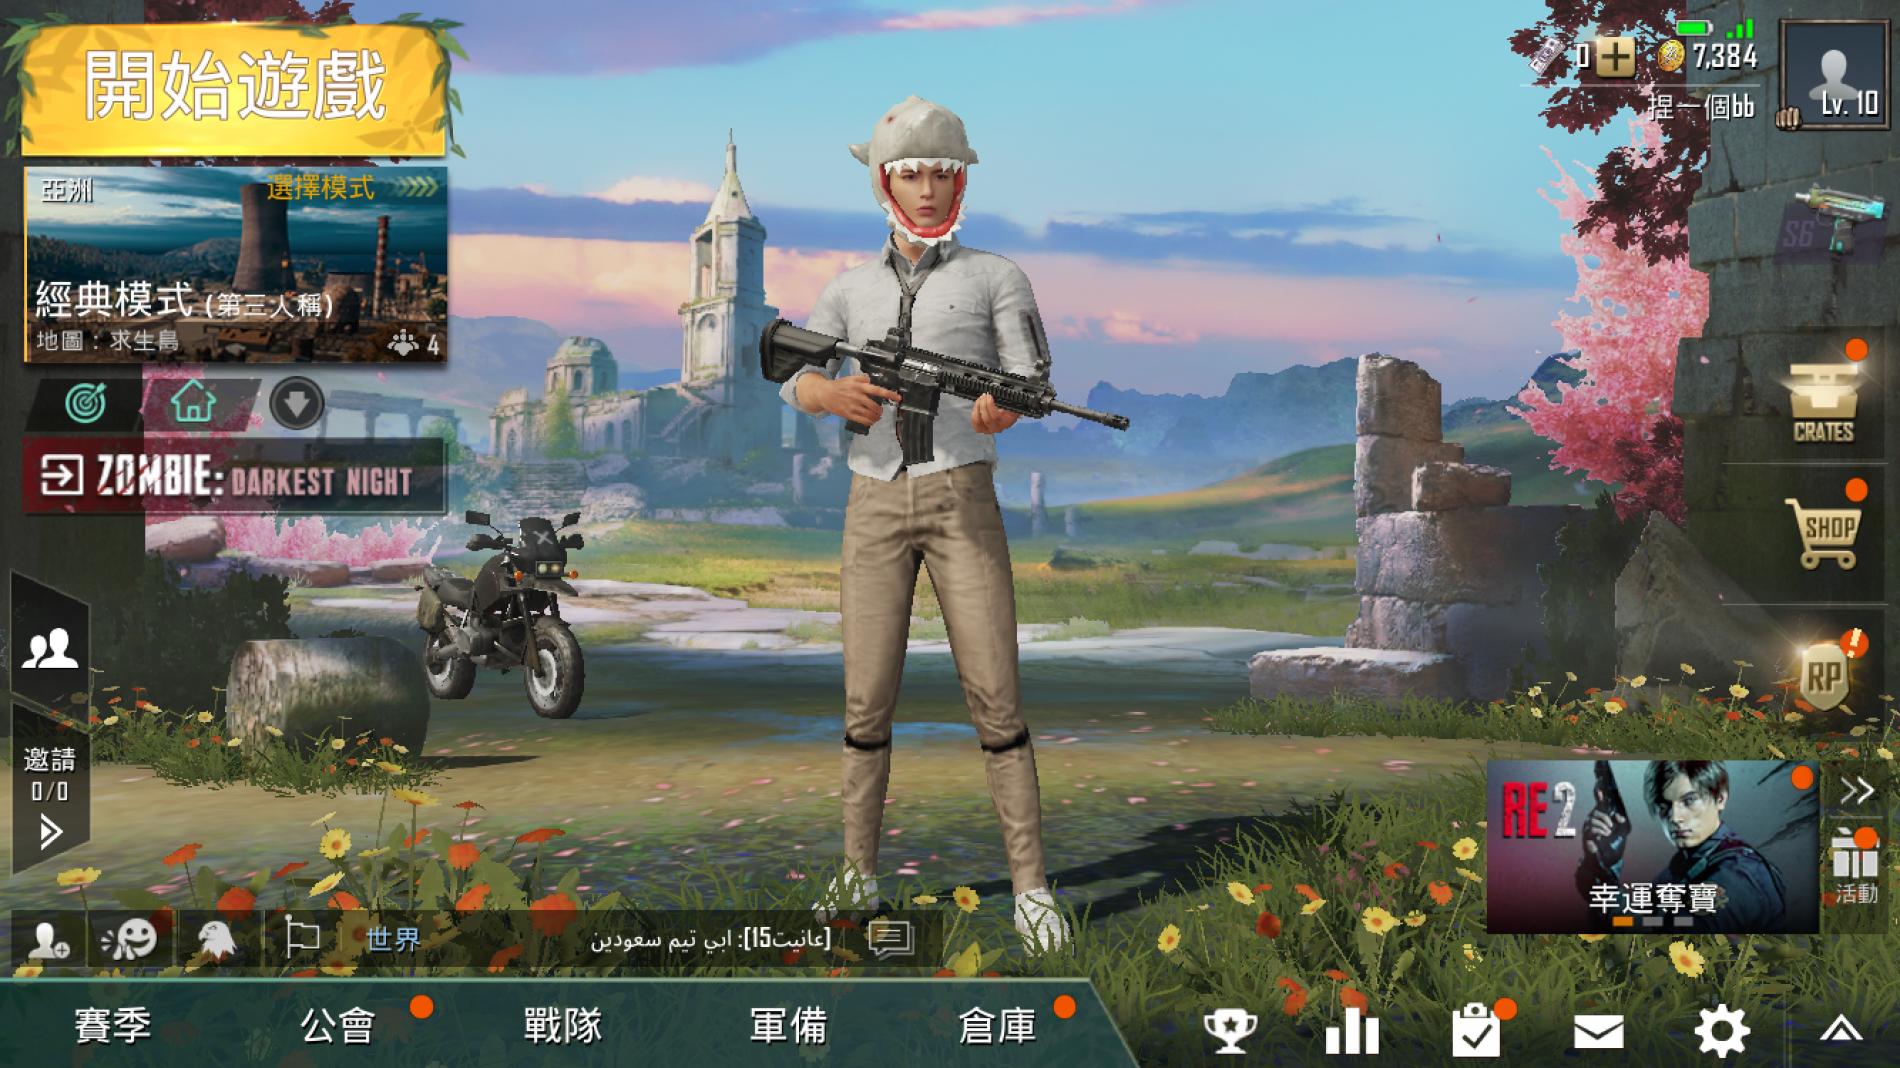 開始遊戲
亞洲
選擇模式
經典模式 (第三人稱)
地圖：求生島
4
ZOMBIE: DARKEST NIGHT
邀請
0/0
世界
[عانيت15]: ابي تيم سعودين
賽季
公會
戰隊
軍備
倉庫
0
7,384
捏一個bb
Lv. 10
S6
CRATES
SHOP
RP
RE 2
幸運奪寶
活動